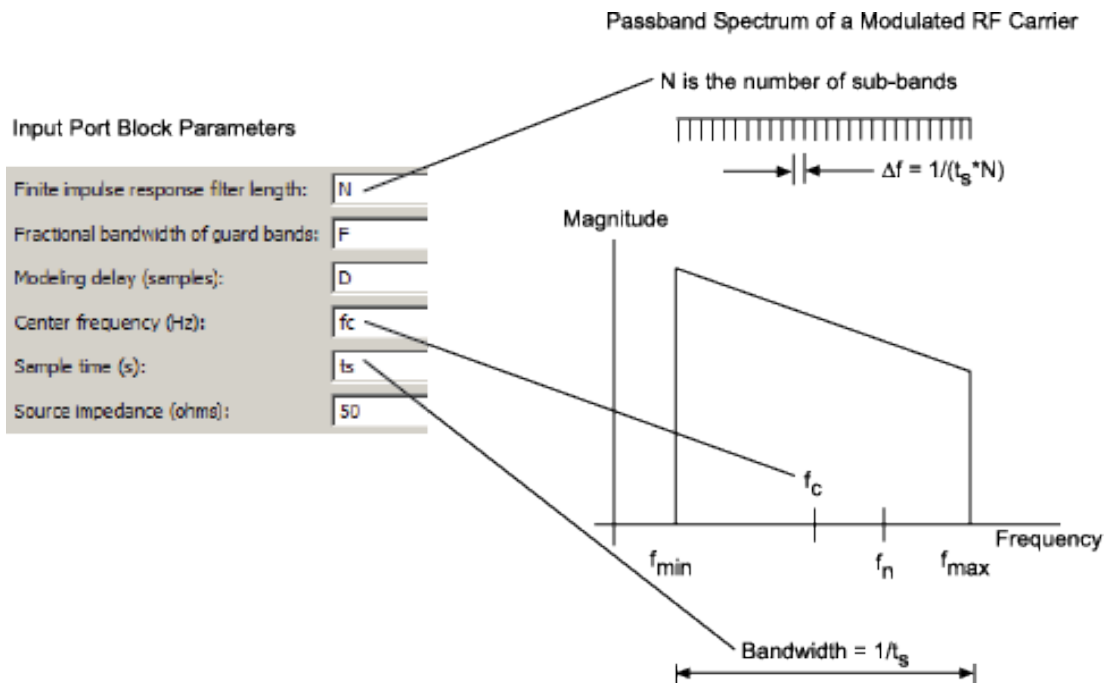 Passband Spectrum of a Modulated RF Carrier
N is the number of sub-bands
Δf = 1/(ts*N)
Input Port Block Parameters
Finite impulse response filter length: N
Fractional bandwidth of guard bands: F
Modeling delay (samples): D
Center frequency (Hz): fc
Sample time (s): ts
Source impedance (ohms): 50
Magnitude
fc
Frequency
fmin
fn
fmax
Bandwidth = 1/ts